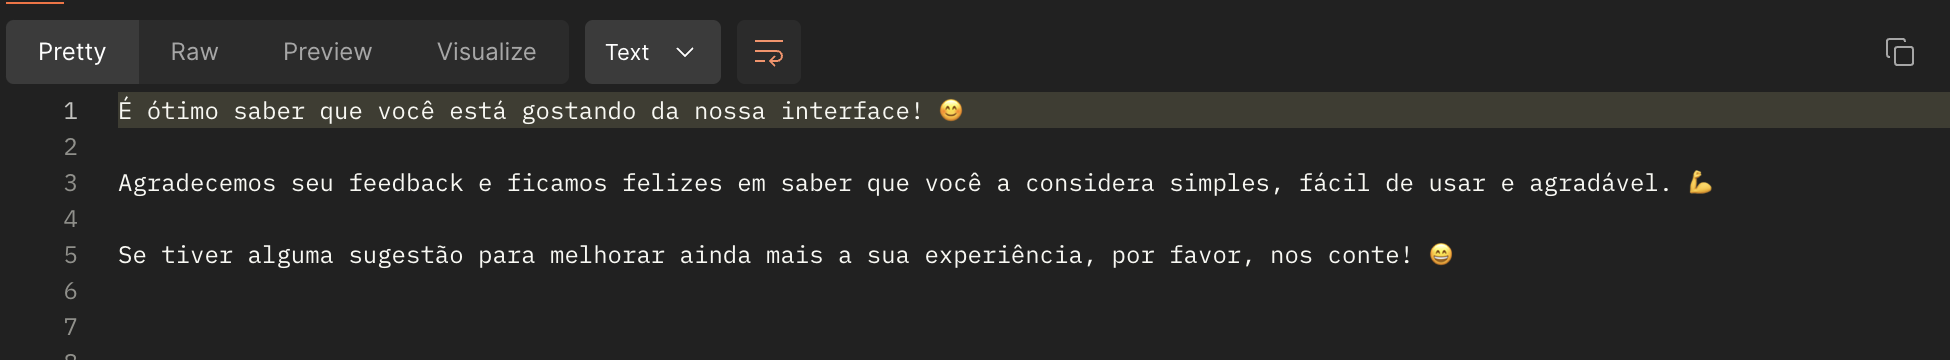 Pretty Raw Preview Visualize Text
1 É ótimo saber que você está gostando da nossa interface! 😊
2
3 Agradecemos seu feedback e ficamos felizes em saber que você a considera simples, fácil de usar e agradável. 💪
4
5 Se tiver alguma sugestão para melhorar ainda mais a sua experiência, por favor, nos conte! 😄
6
7
8